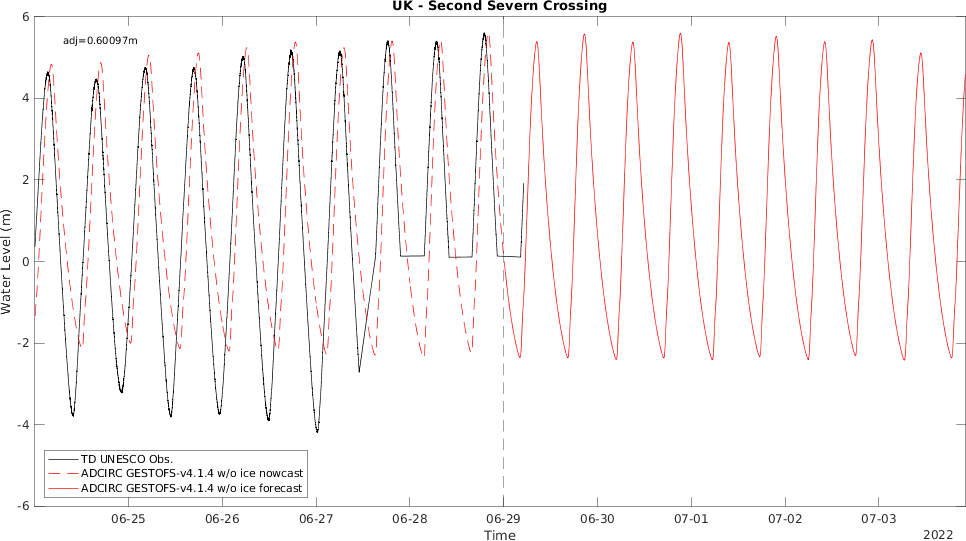 UK - Second Severn Crossing
adj=0.60097m
6
4
2
0
-2
-4
-6
Water Level (m)
TD UNESCO Obs.
ADCIRC GESTOFS-v4.1.4 w/o ice nowcast
ADCIRC GESTOFS-v4.1.4 w/o ice forecast
06-25 06-26 06-27 06-28 06-29 06-30 07-01 07-02 07-03
Time
2022